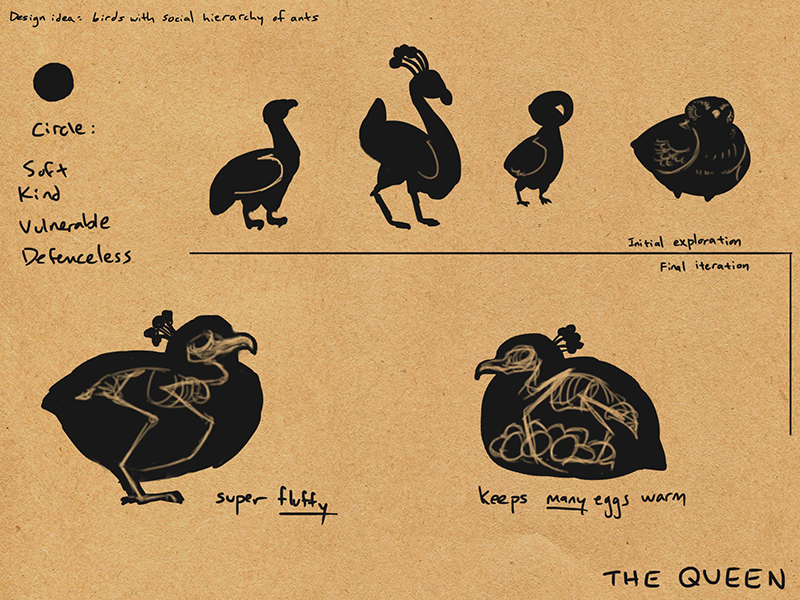 Design idea: birds with social hierarchy of ants
Circle:
Soft
Kind
Vulnerable
Defenceless
Initial exploration
Final iteration
super fluffy
Keeps many eggs warm
THE QUEEN